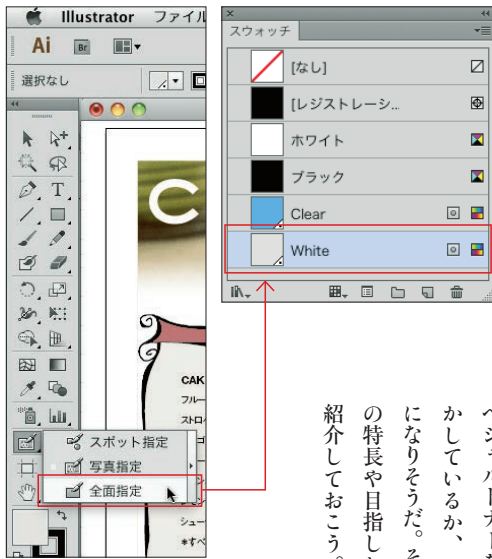 Illustrator ファイル
Ai Br
選択なし
C
CAK
フルー
ストロベ
シュー
*すべ
スポット指定
写真指定
全面指定
スウォッチ
[なし]
[レジストレーシ...
ホワイト
ブラック
Clear
White
かしているか、
になりそうだ。そ
の特長や目指し
紹介しておこう。